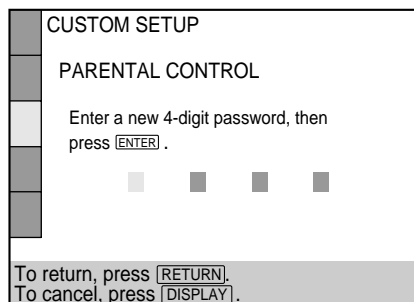 CUSTOM SETUP
PARENTAL CONTROL
Enter a new 4-digit password, then
press ENTER .
To return, press RETURN.
To cancel, press DISPLAY .